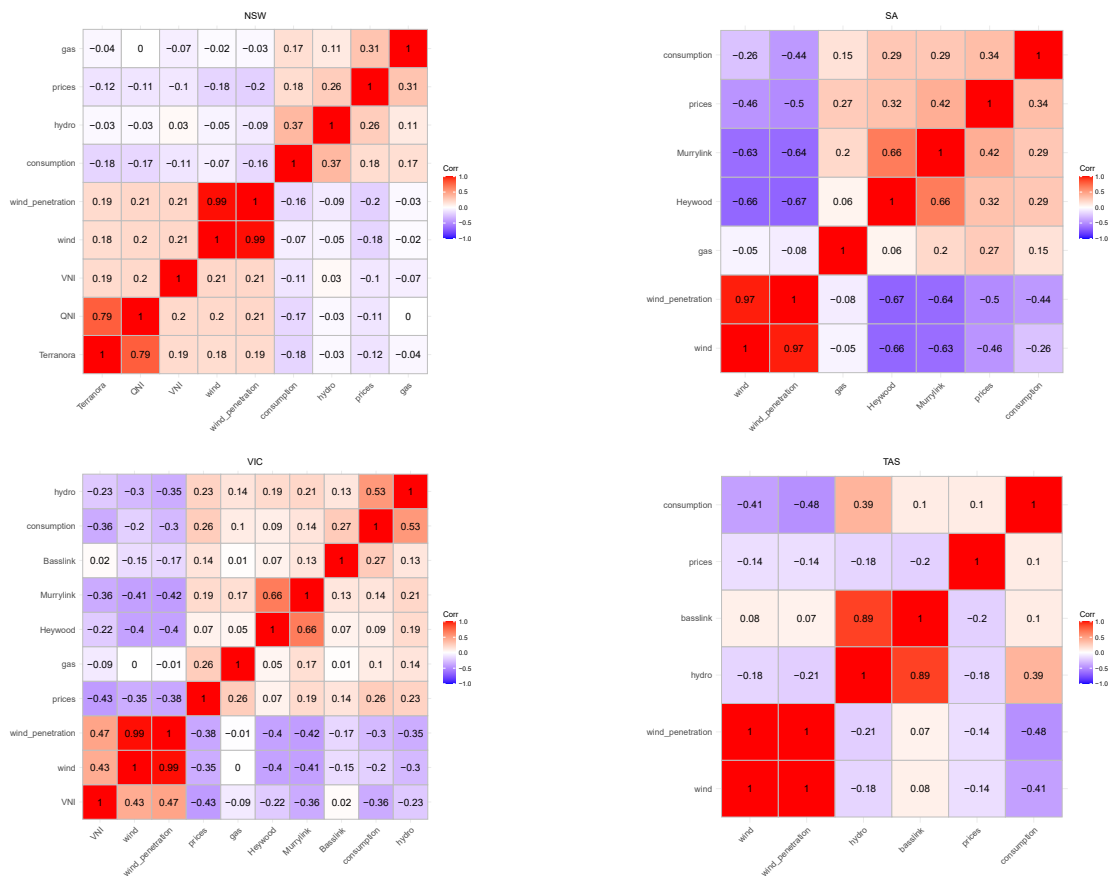 NSW
gas −0.04 0 −0.07 −0.02 −0.03 0.17 0.11 0.31 1
prices −0.12 −0.11 −0.1 −0.18 −0.2 0.18 0.26 1 0.31
hydro −0.03 −0.03 0.03 −0.05 −0.09 0.37 1 0.26 0.11
consumption −0.18 −0.17 −0.11 −0.07 −0.16 1 0.37 0.18 0.17
wind_penetration 0.19 0.21 0.21 0.99 1 −0.16 −0.09 −0.2 −0.03
wind 0.18 0.2 0.21 1 0.99 −0.07 −0.05 −0.18 −0.02
VNI 0.19 0.2 1 0.21 0.21 −0.11 0.03 −0.1 −0.07
QNI 0.79 1 0.2 0.2 0.21 −0.17 −0.03 −0.11 0
Terranora 1 0.79 0.19 0.18 0.19 −0.18 −0.03 −0.12 −0.04
Terranora QNI VNI wind wind_penetration consumption hydro prices gas
Corr
1.0
0.5
0.0
−0.5
−1.0
SA
consumption −0.26 −0.44 0.15 0.29 0.29 0.34 1
prices −0.46 −0.5 0.27 0.32 0.42 1 0.34
Murrylink −0.63 −0.64 0.2 0.66 1 0.42 0.29
Heywood −0.66 −0.67 0.06 1 0.66 0.32 0.29
gas −0.05 −0.08 1 0.06 0.2 0.27 0.15
wind_penetration 0.97 1 −0.08 −0.67 −0.64 −0.5 −0.44
wind 1 0.97 −0.05 −0.66 −0.63 −0.46 −0.26
wind wind_penetration gas Heywood Murrylink prices consumption
Corr
1.0
0.5
0.0
−0.5
−1.0
VIC
hydro −0.23 −0.3 −0.35 0.23 0.14 0.19 0.21 0.13 0.53 1
consumption −0.36 −0.2 −0.3 0.26 0.1 0.09 0.14 0.27 1 0.53
Basslink 0.02 −0.15 −0.17 0.14 0.01 0.07 0.13 1 0.27 0.13
Murrylink −0.36 −0.41 −0.42 0.19 0.17 0.66 1 0.13 0.14 0.21
Heywood −0.22 −0.4 −0.4 0.07 0.05 1 0.66 0.07 0.09 0.19
gas −0.09 0 −0.01 0.26 1 0.05 0.17 0.01 0.1 0.14
prices −0.43 −0.35 −0.38 1 0.26 0.07 0.19 0.14 0.26 0.23
wind_penetration 0.47 0.99 1 −0.38 −0.01 −0.4 −0.42 −0.17 −0.3 −0.35
wind 0.43 1 0.99 −0.35 0 −0.4 −0.41 −0.15 −0.2 −0.3
VNI 1 0.43 0.47 −0.43 −0.09 −0.22 −0.36 0.02 −0.36 −0.23
VNI wind wind_penetration prices gas Heywood Murrylink Basslink consumption hydro
Corr
1.0
0.5
0.0
−0.5
−1.0
TAS
consumption −0.41 −0.48 0.39 0.1 0.1 1
prices −0.14 −0.14 −0.18 −0.2 1 0.1
basslink 0.08 0.07 0.89 1 −0.2 0.1
hydro −0.18 −0.21 1 0.89 −0.18 0.39
wind_penetration 1 1 −0.21 0.07 −0.14 −0.48
wind 1 1 −0.18 0.08 −0.14 −0.41
wind wind_penetration hydro basslink prices consumption
Corr
1.0
0.5
0.0
−0.5
−1.0